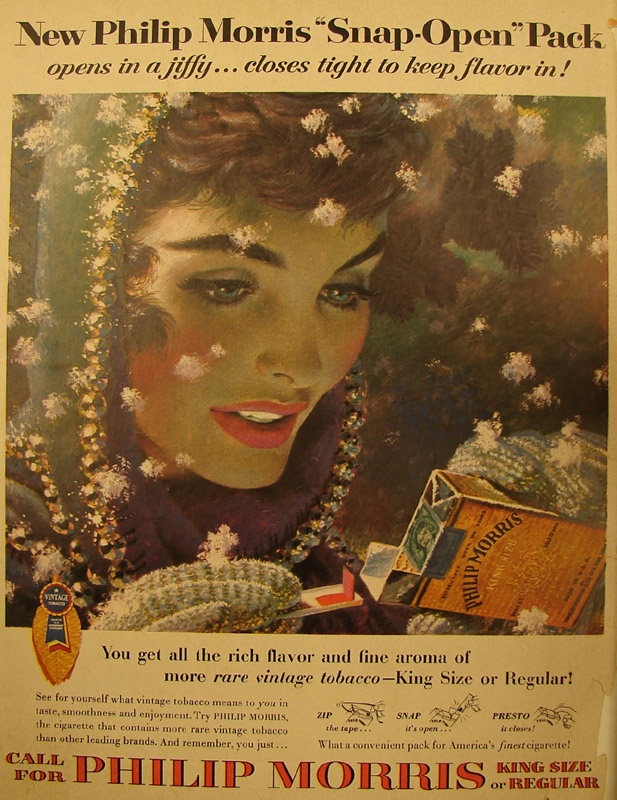 New Philip Morris “Snap-Open” Pack
opens in a jiffy... closes tight to keep flavor in!
PHILIP MORRIS
VINTAGE
TOBACCO
You get all the rich flavor and fine aroma of
more rare vintage tobacco—King Size or Regular!
See for yourself what vintage tobacco means to you in
taste, smoothness and enjoyment. Try PHILIP MORRIS,
the cigarette that contains more rare vintage tobacco
than other leading brands. And remember, you just...
ZIP
the tape...
SNAP
it's open...
PRESTO
it closes!
What a convenient pack for America's finest cigarette!
CALL
FOR
PHILIP MORRIS
KING SIZE
or REGULAR